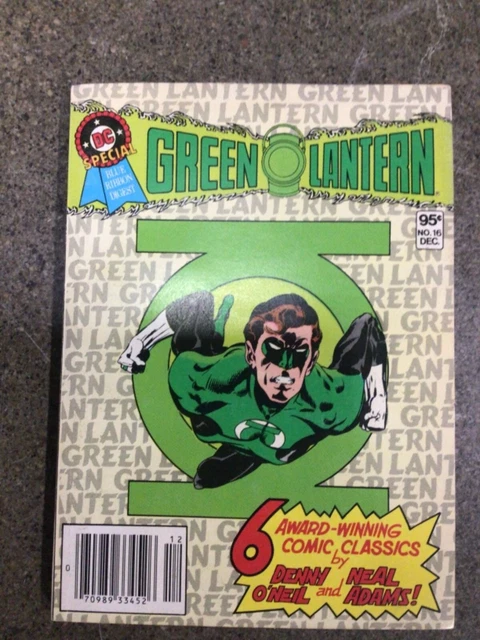 DC
SPECIAL
BLUE
RIBBON
DIGEST
GREEN LANTERN
95¢
NO. 16
DEC.
6 AWARD-WINNING
COMIC CLASSICS
by
DENNY NEAL
O'NEIL and ADAMS!
12
0
70989 33452